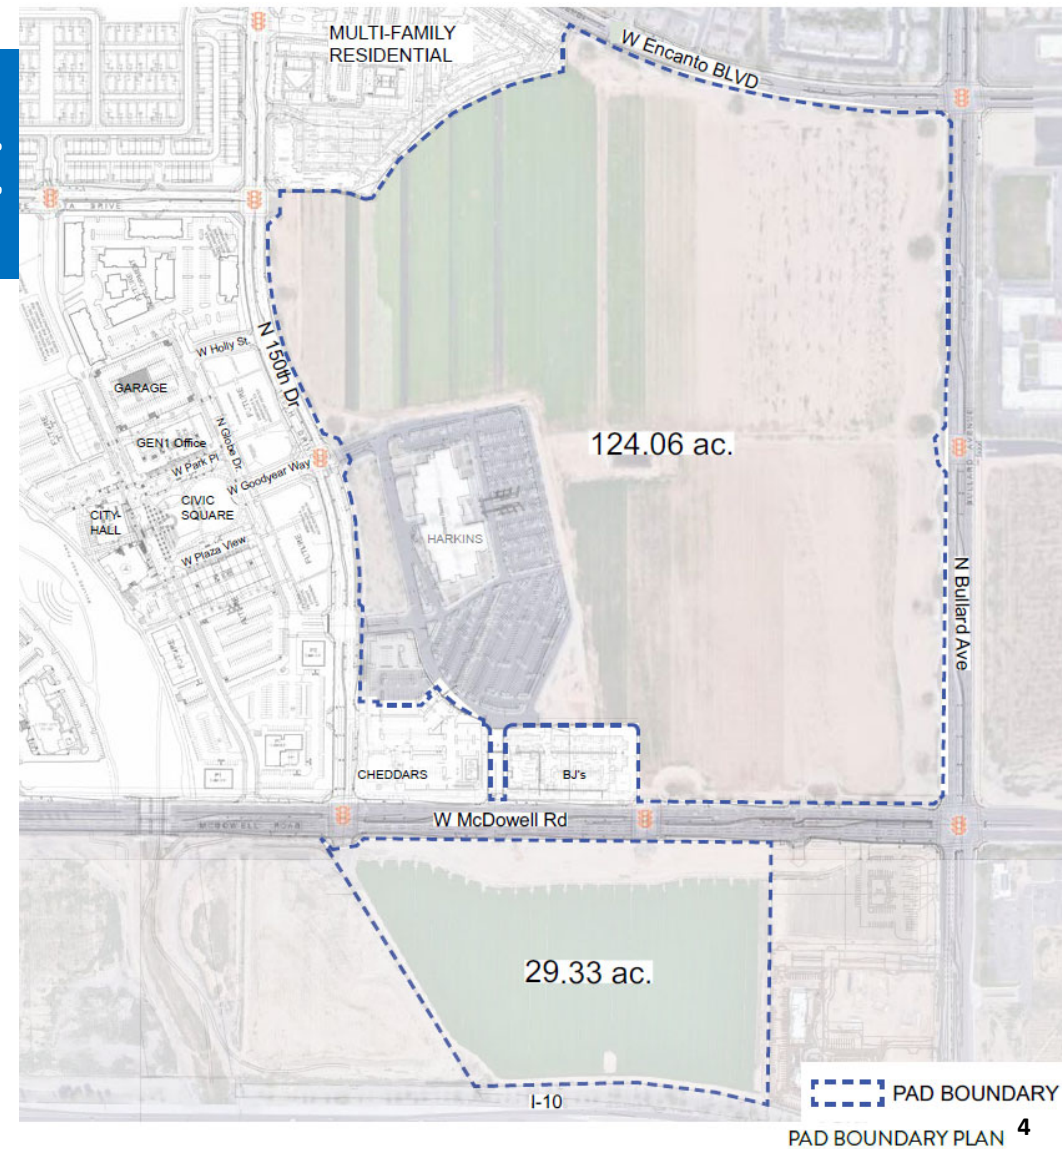 MULTI-FAMILY
RESIDENTIAL
W Encanto BLVD
DRIVE
W Holly St.
N 150th Dr
GARAGE
GEN1 Office
N Globe Dr.
W Park Pl
W Goodyear Way
CITY-
HALL
CIVIC
SQUARE
W Plaza View
FUTURE
HARKINS
124.06 ac.
N Bullard Ave
CHEDDARS
BJ's
W McDowell Rd
29.33 ac.
I-10
PAD BOUNDARY
PAD BOUNDARY PLAN
4